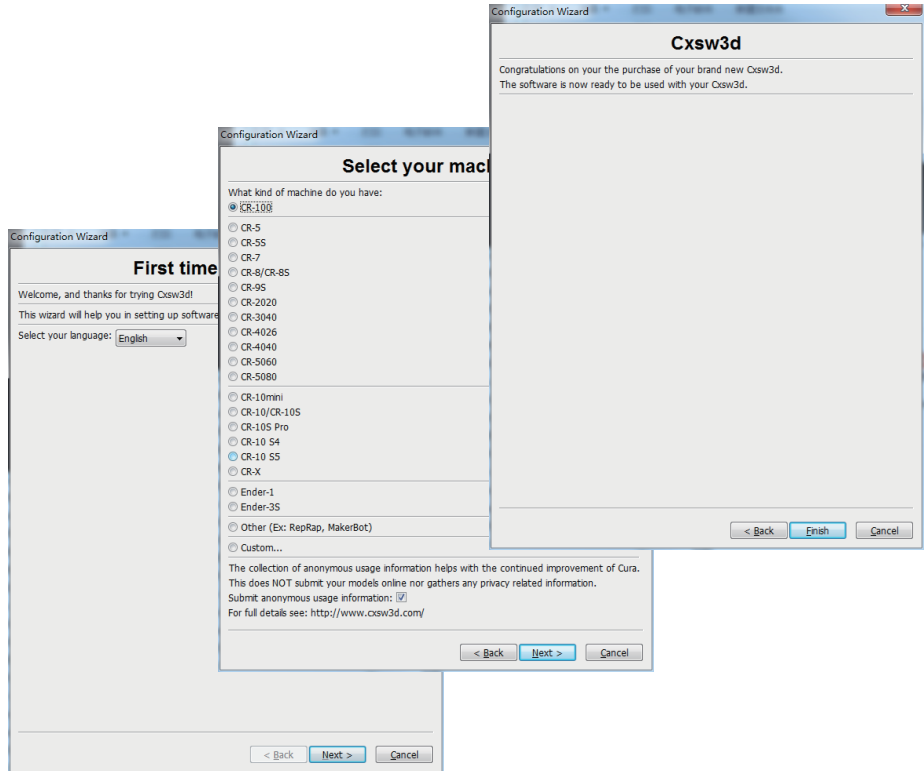 Configuration Wizard
First time
Welcome, and thanks for trying Cxsw3d!
This wizard will help you in setting up software
Select your language: English
< Back Next > Cancel
Configuration Wizard
Select your mac
What kind of machine do you have:
CR-100
CR-5
CR-5S
CR-7
CR-8/CR-8S
CR-9S
CR-2020
CR-3040
CR-4026
CR-4040
CR-5060
CR-5080
CR-10mini
CR-10/CR-10S
CR-10S Pro
CR-10 S4
CR-10 S5
CR-X
Ender-1
Ender-3S
Other (Ex: RepRap, MakerBot)
Custom...
The collection of anonymous usage information helps with the continued improvement of Cura.
This does NOT submit your models online nor gathers any privacy related information.
Submit anonymous usage information:
For full details see: http://www.cxsw3d.com/
< Back Next > Cancel
Configuration Wizard
Cxsw3d
Congratulations on your the purchase of your brand new Cxsw3d.
The software is now ready to be used with your Cxsw3d.
< Back Finish Cancel